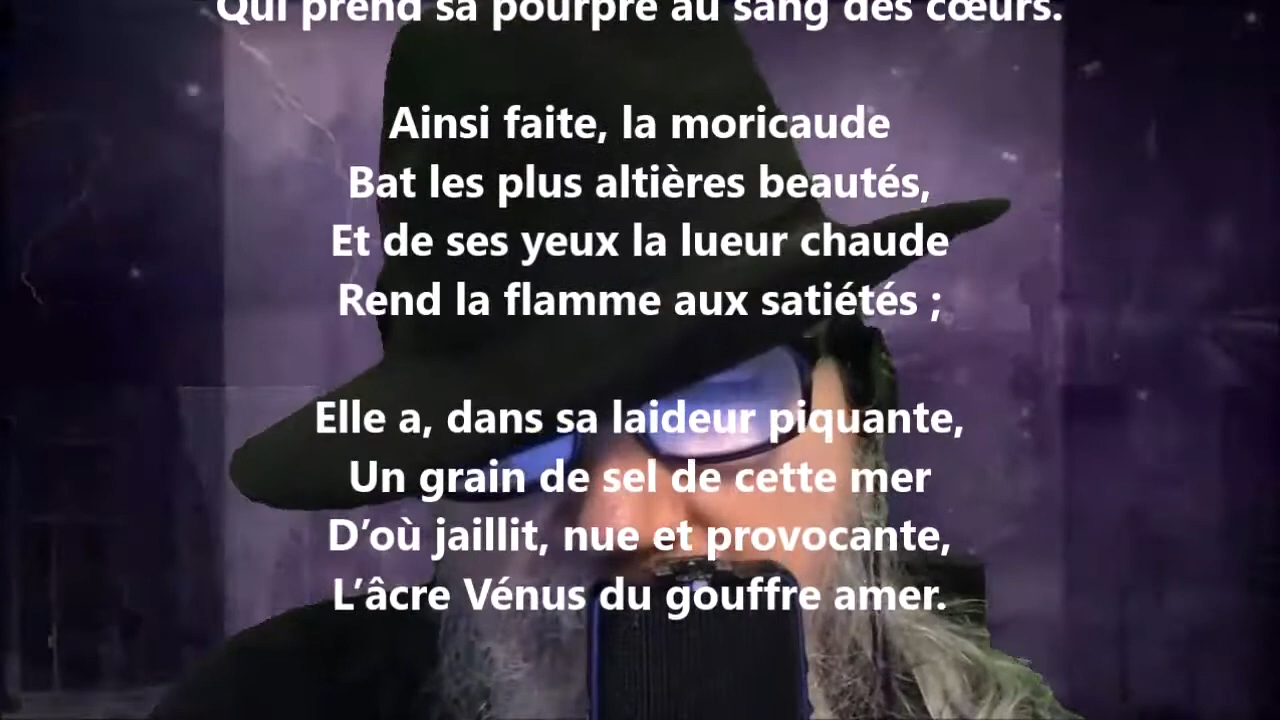 Qui prend sa pourpre au sang des cœurs.
Ainsi faite, la moricaude
Bat les plus altières beautés,
Et de ses yeux la lueur chaude
Rend la flamme aux satiétés ;
Elle a, dans sa laideur piquante,
Un grain de sel de cette mer
D’où jaillit, nue et provocante,
L’âcre Vénus du gouffre amer.